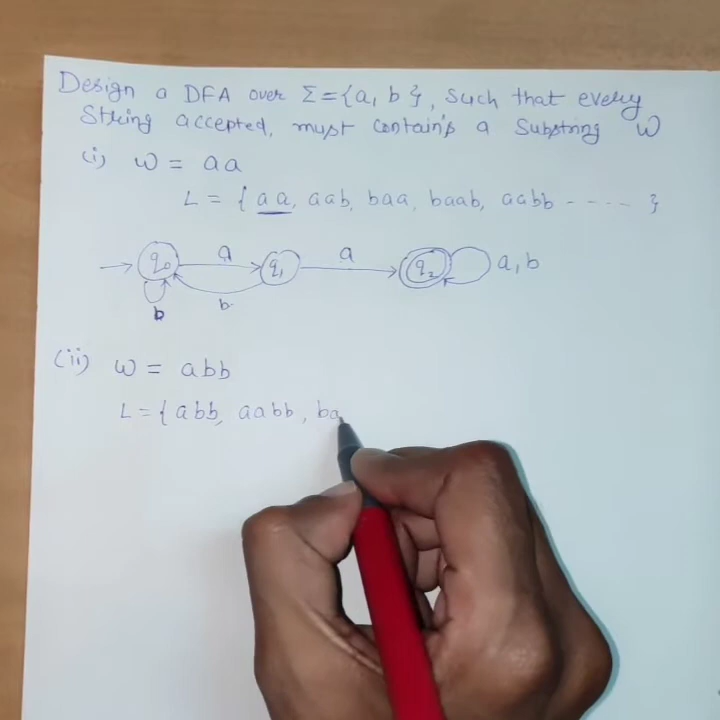 Design a DFA over Σ={a, b}, such that every
String accepted, must contain's a Substring w
(i) w = aa
L = {aa, aab, baa, baab, aabb - - - - - }
q₀ a q₁ a q₂ a, b
b b
(ii) w = abb
L = {abb, aabb, ba